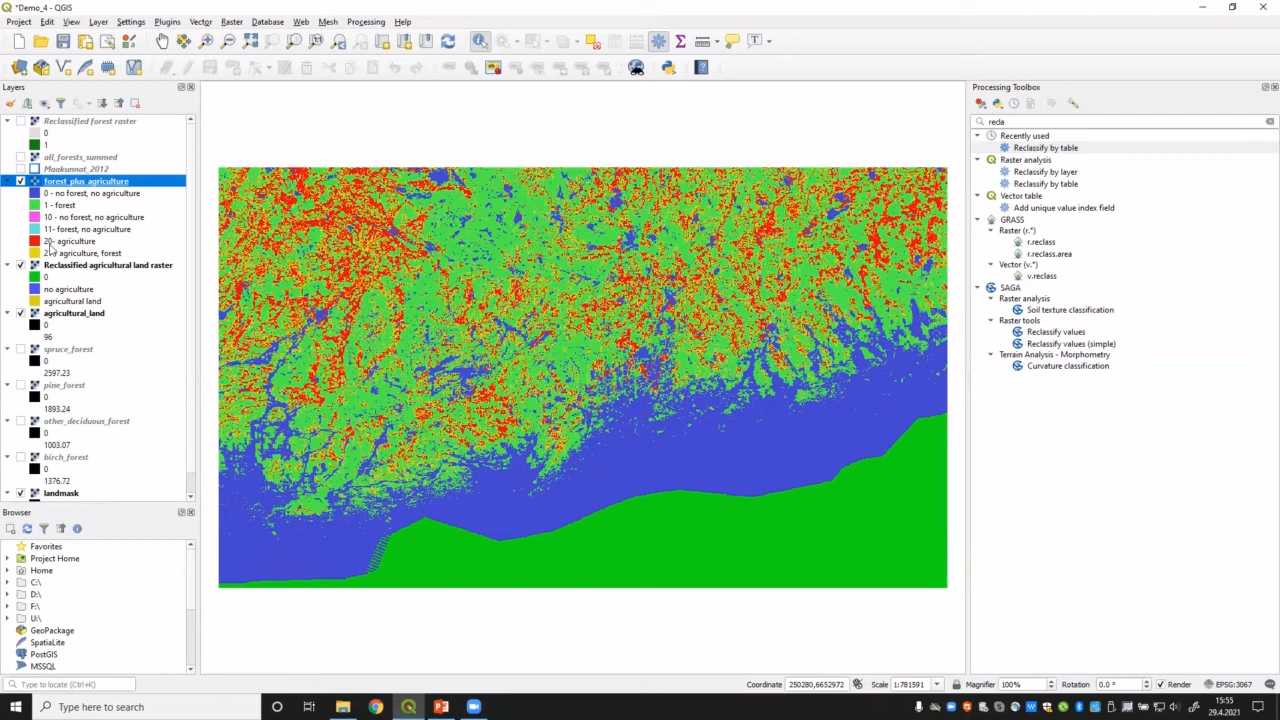 *Demo_4 - QGIS
Project Edit View Layer Settings Plugins Vector Raster Database Web Mesh Processing Help
Layers
Reclassified forest raster
0
1
all_forests_summed
Maakunnat_2012
forest_plus_agriculture
0 - no forest, no agriculture
1 - forest
10 - no forest, no agriculture
11- forest, no agriculture
20- agriculture
agriculture, forest
Reclassified agricultural land raster
0
no agriculture
agricultural land
agricultural_land
0
96
spruce_forest
0
2597.23
pine_forest
0
1893.24
other_deciduous_forest
0
1003.07
birch_forest
0
1376.72
landmask
Browser
Favorites
Project Home
Home
C:\
D:\
F:\
U:\
GeoPackage
SpatiaLite
PostGIS
MSSQL
Processing Toolbox
reda
Recently used
Reclassify by table
Raster analysis
Reclassify by layer
Reclassify by table
Vector table
Add unique value index field
GRASS
Raster (r.*)
r.reclass
r.reclass.area
Vector (v.*)
v.reclass
SAGA
Raster analysis
Soil texture classification
Raster tools
Reclassify values
Reclassify values (simple)
Terrain Analysis - Morphometry
Curvature classification
Type to locate (Ctrl+K)
Coordinate 250280,6652972 Scale 1:781591 Magnifier 100% Rotation 0.0 ° Render EPSG:3067
Type here to search
15:55
29.4.2021